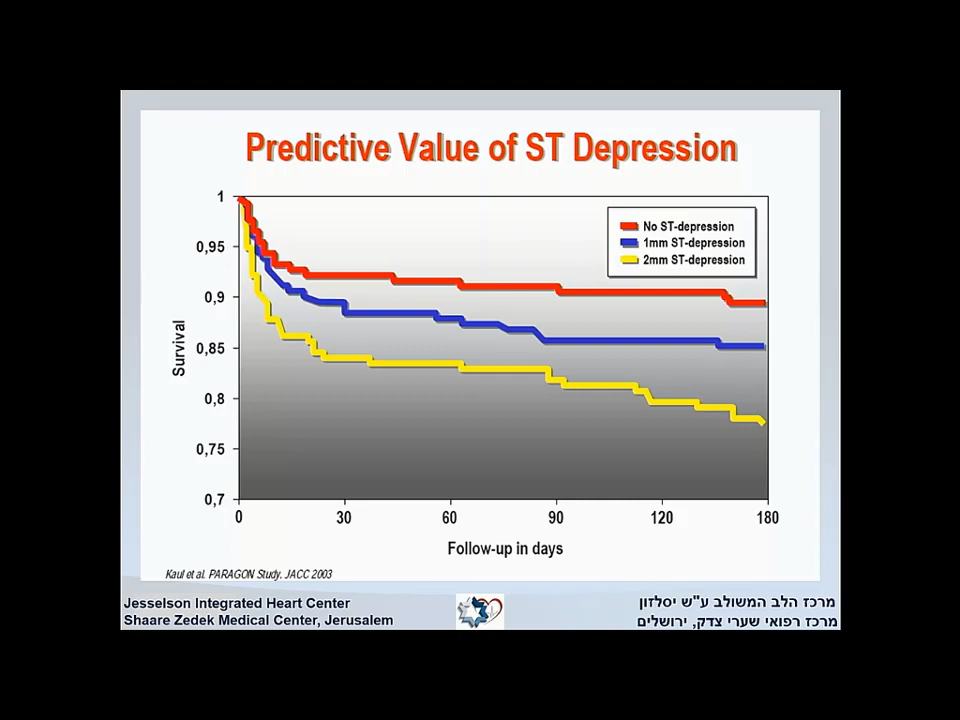 Predictive Value of ST Depression
1
0,95
0,9
0,85
0,8
0,75
0,7
Survival
No ST-depression
1mm ST-depression
2mm ST-depression
0
30
60
90
120
180
Follow-up in days
Kaul et al. PARAGON Study. JACC 2003
Jesselson Integrated Heart Center
Shaare Zedek Medical Center, Jerusalem
מרכז הלב המשולב ע"ש יסלזון
מרכז רפואי שערי צדק, ירושלים